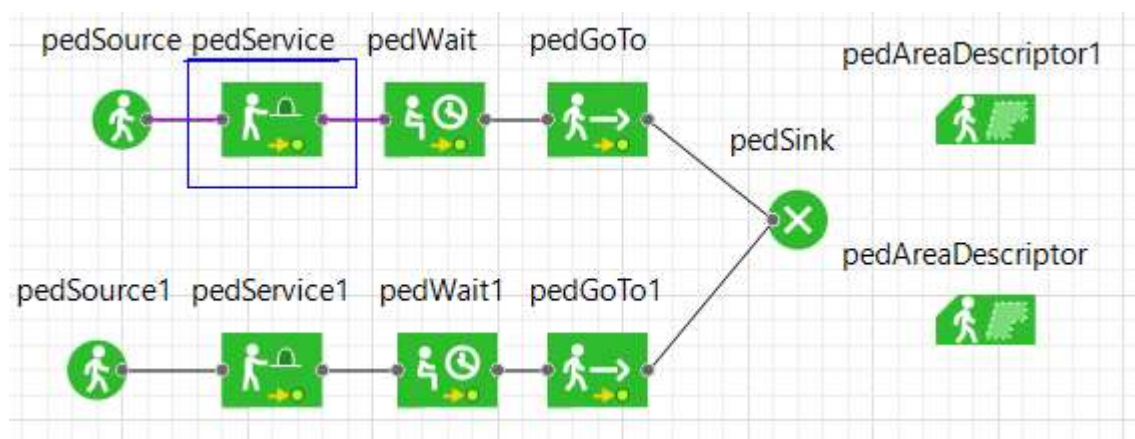 pedSource pedService pedWait pedGoTo
pedAreaDescriptor1
pedSink
pedAreaDescriptor
pedSource1 pedService1 pedWait1 pedGoTo1